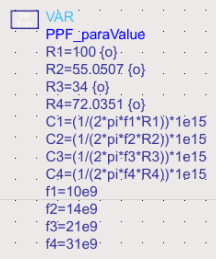 VAR
PPF_paraValue
R1=100 {o}
R2=55.0507 {o}
R3=34 {o}
R4=72.0351 {o}
C1=(1/(2*pi*f1*R1))*1e15
C2=(1/(2*pi*f2*R2))*1e15
C3=(1/(2*pi*f3*R3))*1e15
C4=(1/(2*pi*f4*R4))*1e15
f1=10e9
f2=14e9
f3=21e9
f4=31e9